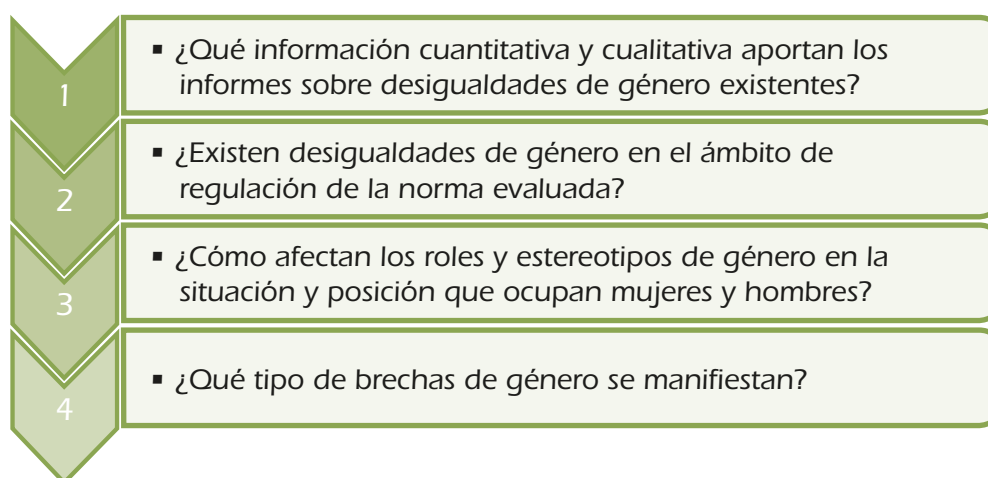 1
▪ ¿Qué información cuantitativa y cualitativa aportan los
informes sobre desigualdades de género existentes?
2
▪ ¿Existen desigualdades de género en el ámbito de
regulación de la norma evaluada?
3
▪ ¿Cómo afectan los roles y estereotipos de género en la
situación y posición que ocupan mujeres y hombres?
4
▪ ¿Qué tipo de brechas de género se manifiestan?